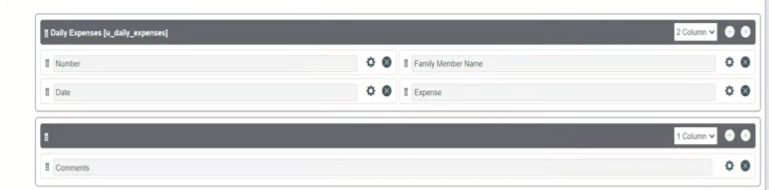 Daily Expenses [u_daily_expenses] 2 Column
Number Family Member Name
Date Expense
1 Column
Comments